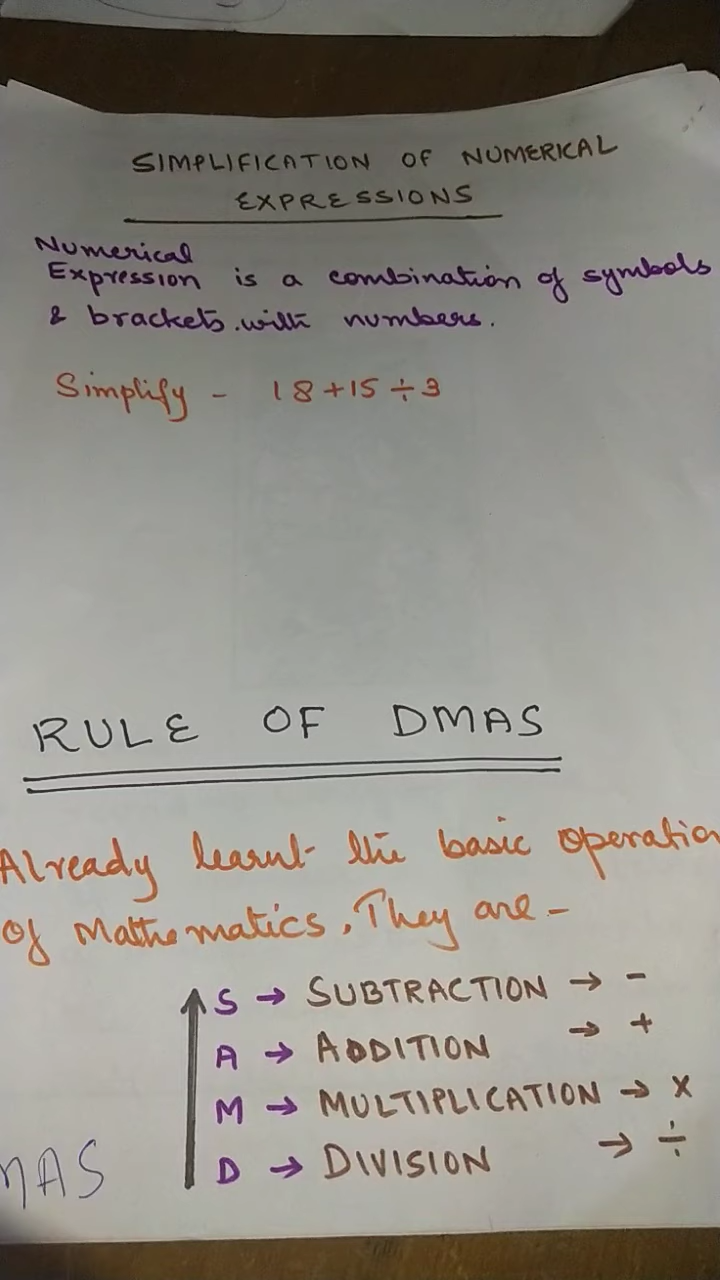 SIMPLIFICATION OF NUMERICAL
EXPRESSIONS
Numerical
Expression is a combination of symbols
& brackets with numbers.
Simplify - 18+15÷3
RULE OF DMAS
Already learnt the basic operation
of Mathematics. They are -
S → SUBTRACTION → -
A → ADDITION → +
M → MULTIPLICATION → ×
D → DIVISION → ÷
MAS